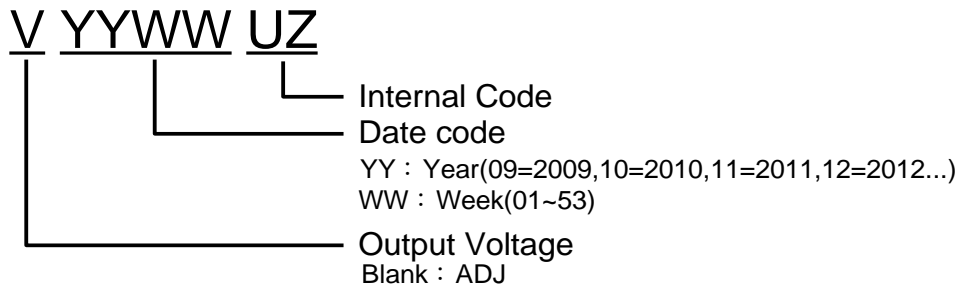 V YYWW UZ
Internal Code
Date code
YY：Year(09=2009,10=2010,11=2011,12=2012...)
WW：Week(01~53)
Output Voltage
Blank：ADJ